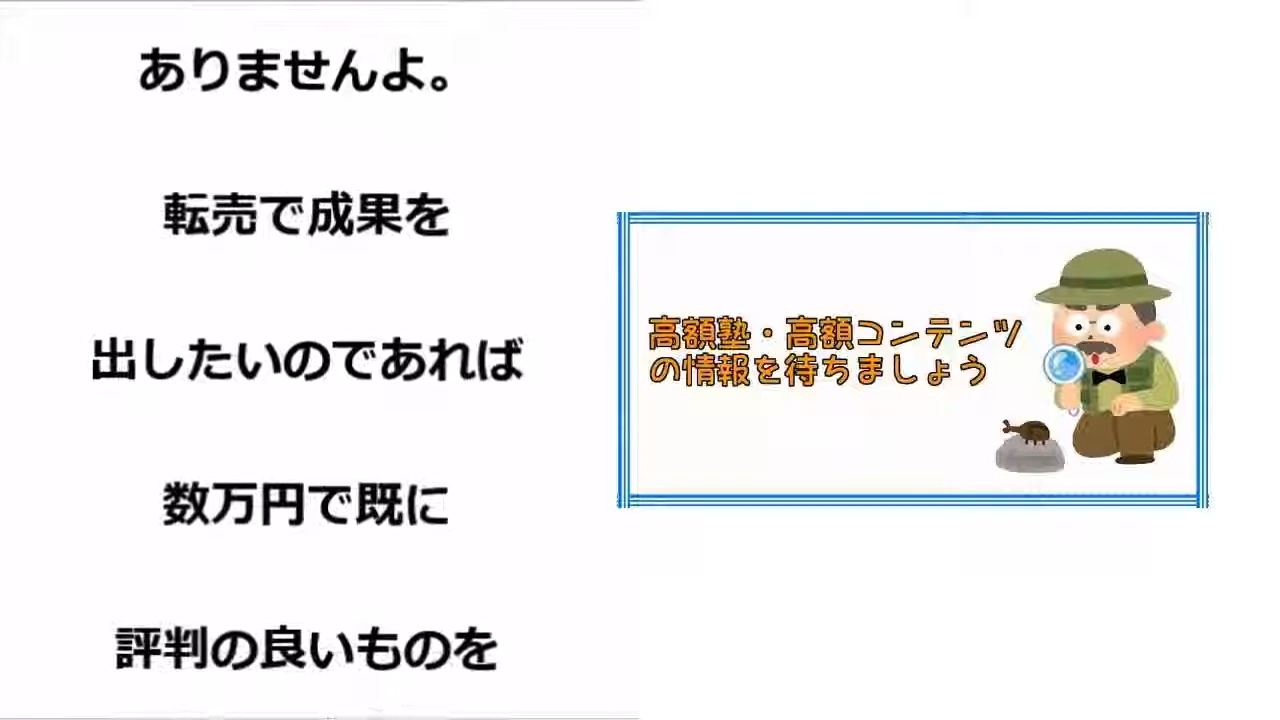 ありませんよ。
転売で成果を
出したいのであれば
数万円で既に
評判の良いものを
高額塾・高額コンテンツ
の情報を待ちましょう